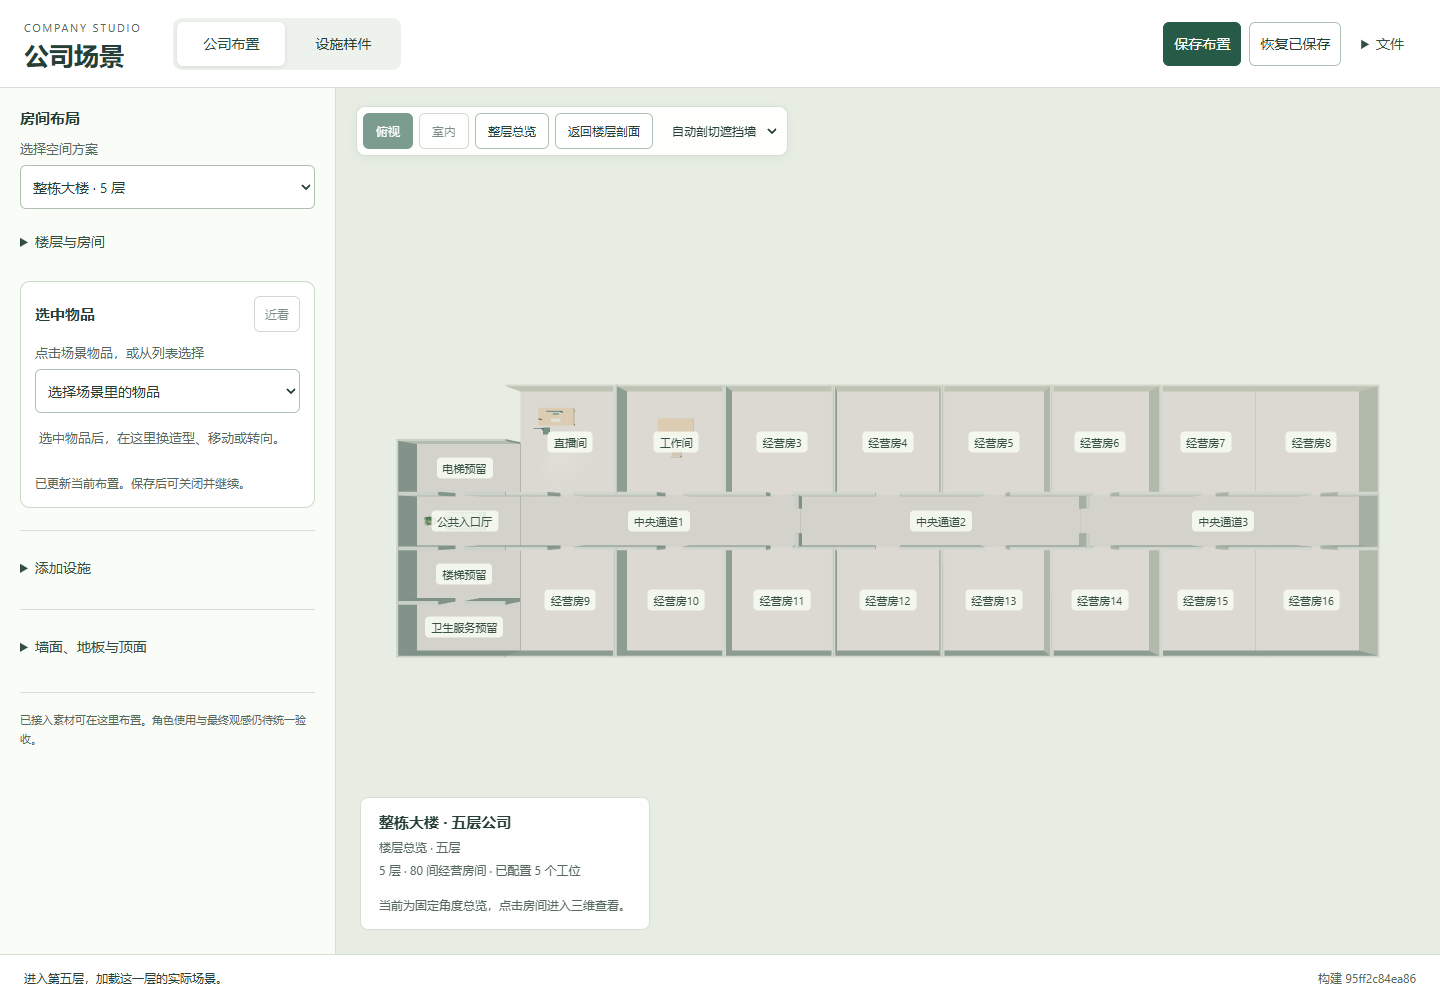 COMPANY STUDIO
公司场景
公司布置
设施样件
保存布置
恢复已保存
文件
房间布局
选择空间方案
整栋大楼 · 5 层
楼层与房间
选中物品
近看
点击场景物品，或从列表选择
选择场景里的物品
选中物品后，在这里换造型、移动或转向。
已更新当前布置。保存后可关闭并继续。
添加设施
墙面、地板与顶面
已接入素材可在这里布置。角色使用与最终观感仍待统一验
收。
俯视
室内
整层总览
返回楼层剖面
自动剖切遮挡墙
直播间
工作间
经营房3
经营房4
经营房5
经营房6
经营房7
经营房8
电梯预留
公共入口厅
中央通道1
中央通道2
中央通道3
楼梯预留
卫生服务预留
经营房9
经营房10
经营房11
经营房12
经营房13
经营房14
经营房15
经营房16
整栋大楼 · 五层公司
楼层总览 · 五层
5 层 · 80 间经营房间 · 已配置 5 个工位
当前为固定角度总览，点击房间进入三维查看。
进入第五层，加载这一层的实际场景。
构建 95ff2c84ea86